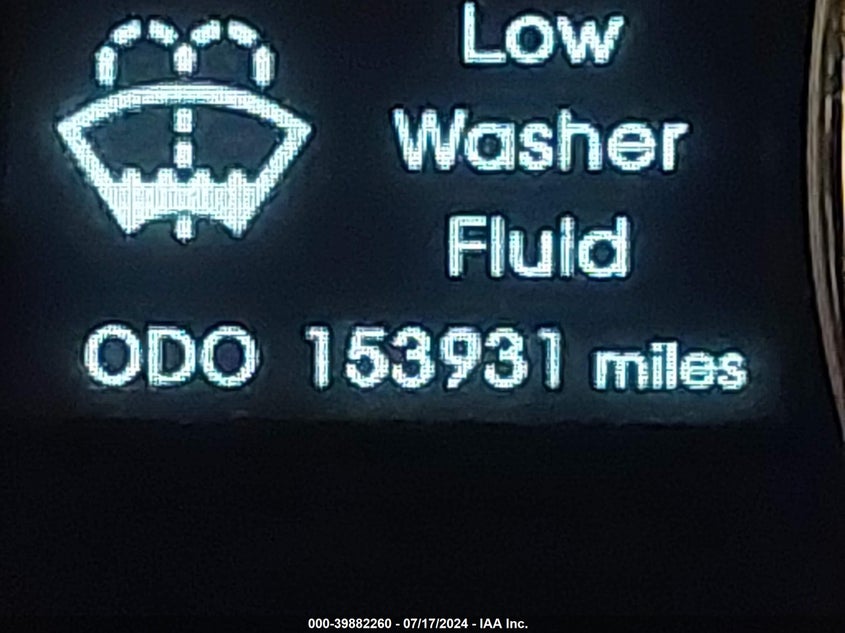 Low
Washer
Fluid
ODO 153931 miles
000-39882260 - 07/17/2024 - IAA Inc.